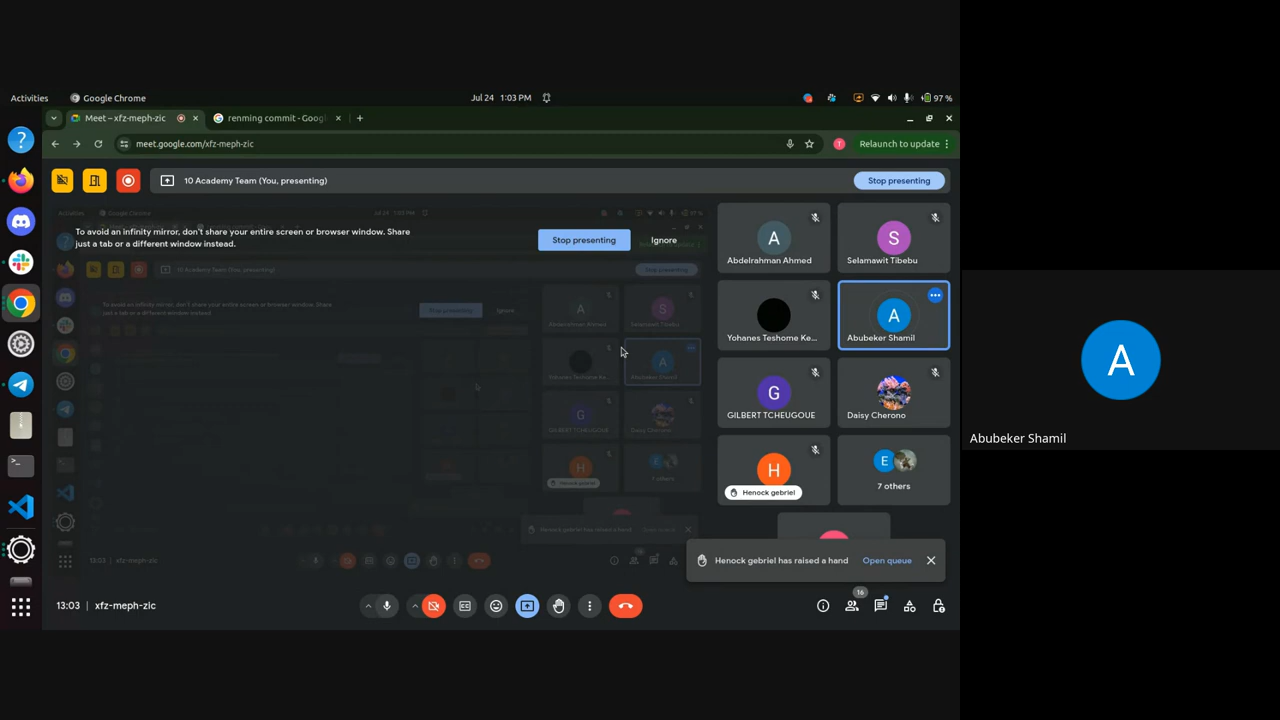 Activities
Google Chrome
Jul 24 1:03 PM
97 %
Meet – xfz-meph-zic
renming commit - Googl
meet.google.com/xfz-meph-zic
T
Relaunch to update
10 Academy Team (You, presenting)
Stop presenting
To avoid an infinity mirror, don't share your entire screen or browser window. Share
just a tab or a different window instead.
Stop presenting
Ignore
A
Abdelrahman Ahmed
S
Selamawit Tibebu
Yohanes Teshome Ke...
A
Abubeker Shamil
G
GILBERT TCHEUGOUE
Daisy Cherono
H
Henock gebriel
E
7 others
Henock gebriel has raised a hand
Open queue
13:03
xfz-meph-zic
16
A
Abubeker Shamil